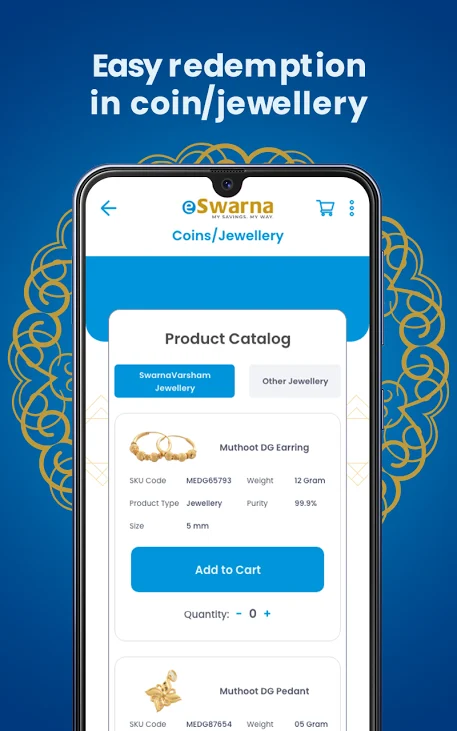 Easy redemption
in coin/jewellery
eSwarna
MY SAVINGS. MY WAY.
Coins/Jewellery
Product Catalog
SwarnaVarsham
Jewellery
Other Jewellery
Muthoot DG Earring
SKU Code MEDG65793 Weight 12 Gram
Product Type Jewellery Purity 99.9%
Size 5 mm
Add to Cart
Quantity: - 0 +
Muthoot DG Pedant
SKU Code MEDG87654 Weight 05 Gram